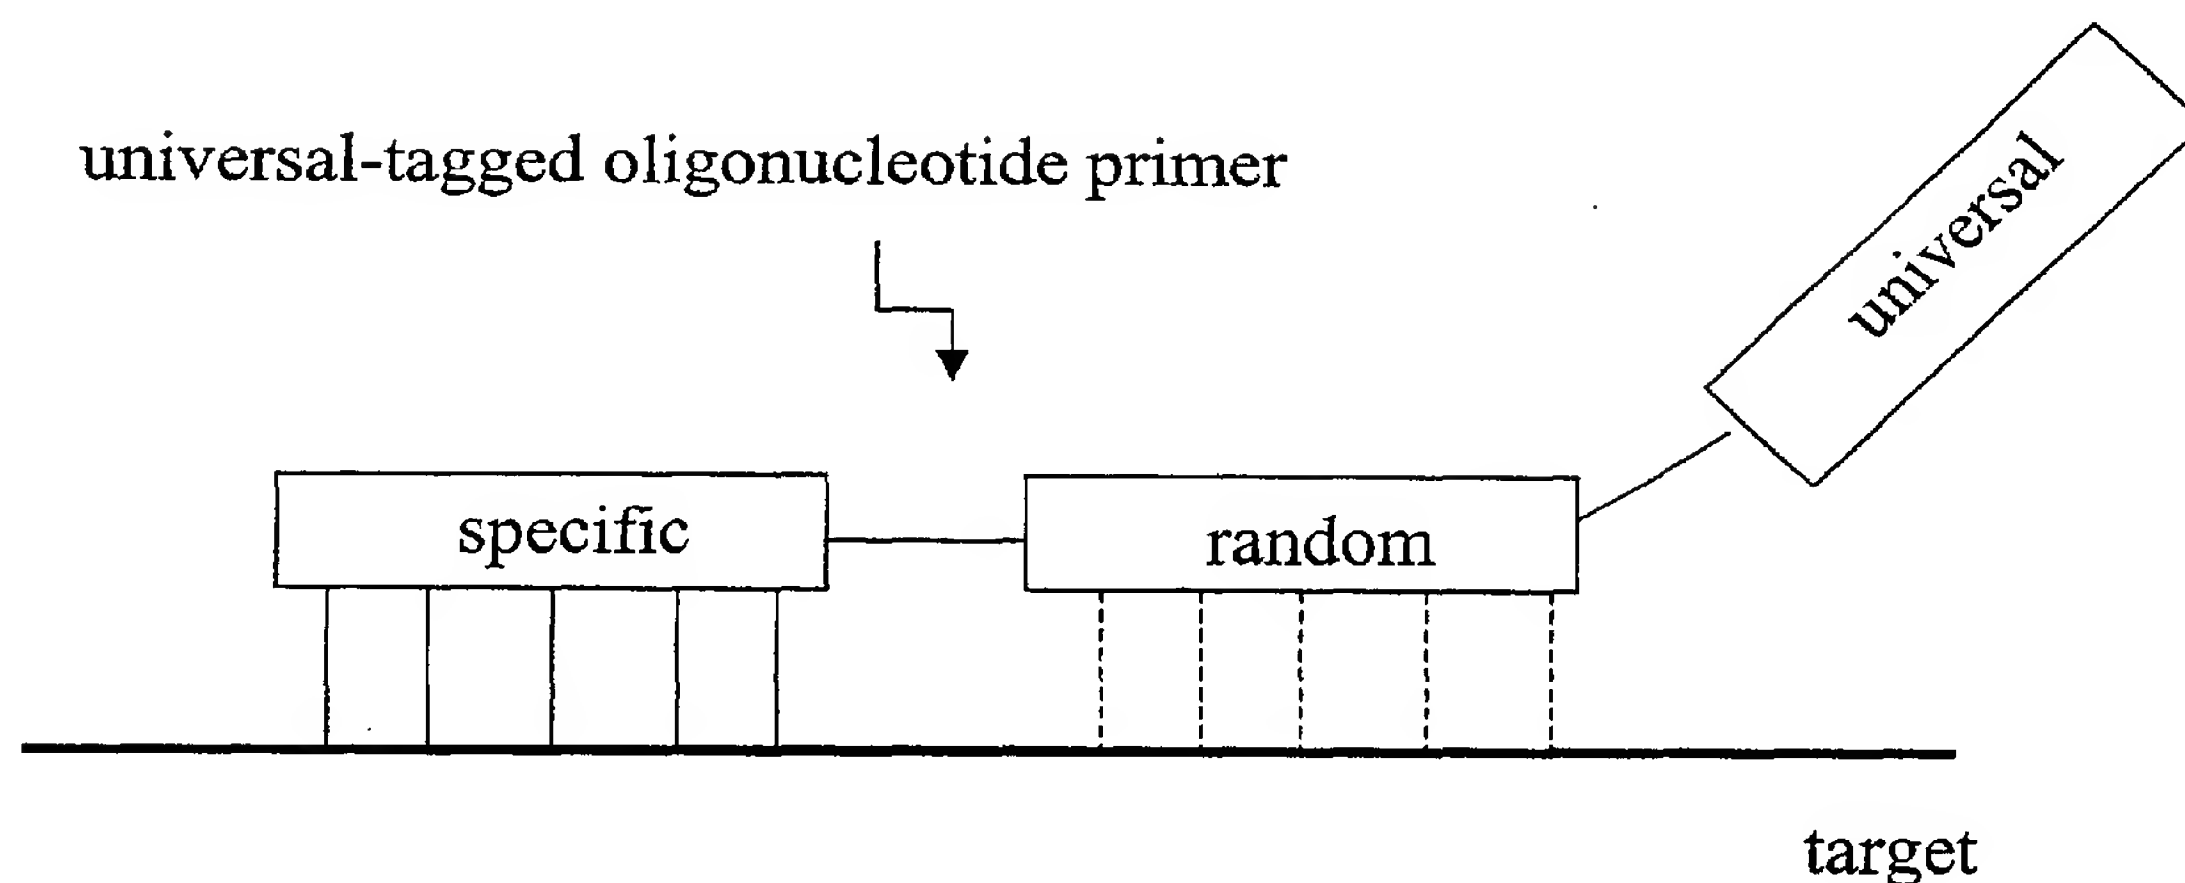 universal-tagged oligonucleotide primer
universal
specific
random
target